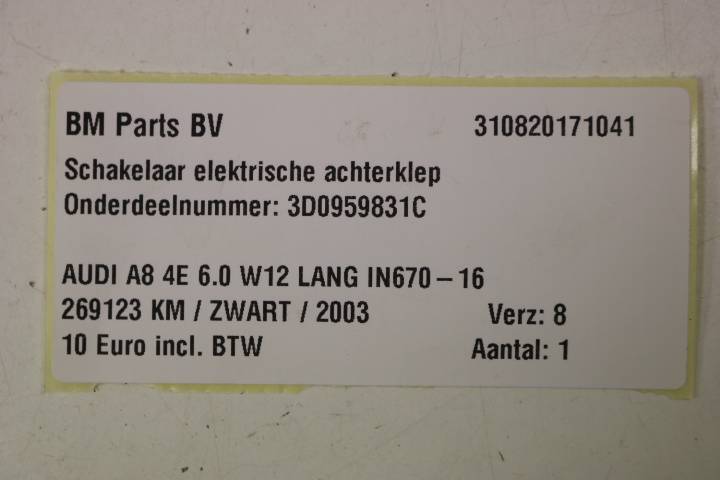 BM Parts BV 310820171041
Schakelaar elektrische achterklep
Onderdeelnummer: 3D0959831C
AUDI A8 4E 6.0 W12 LANG IN670 – 16
269123 KM / ZWART / 2003 Verz: 8
10 Euro incl. BTW Aantal: 1